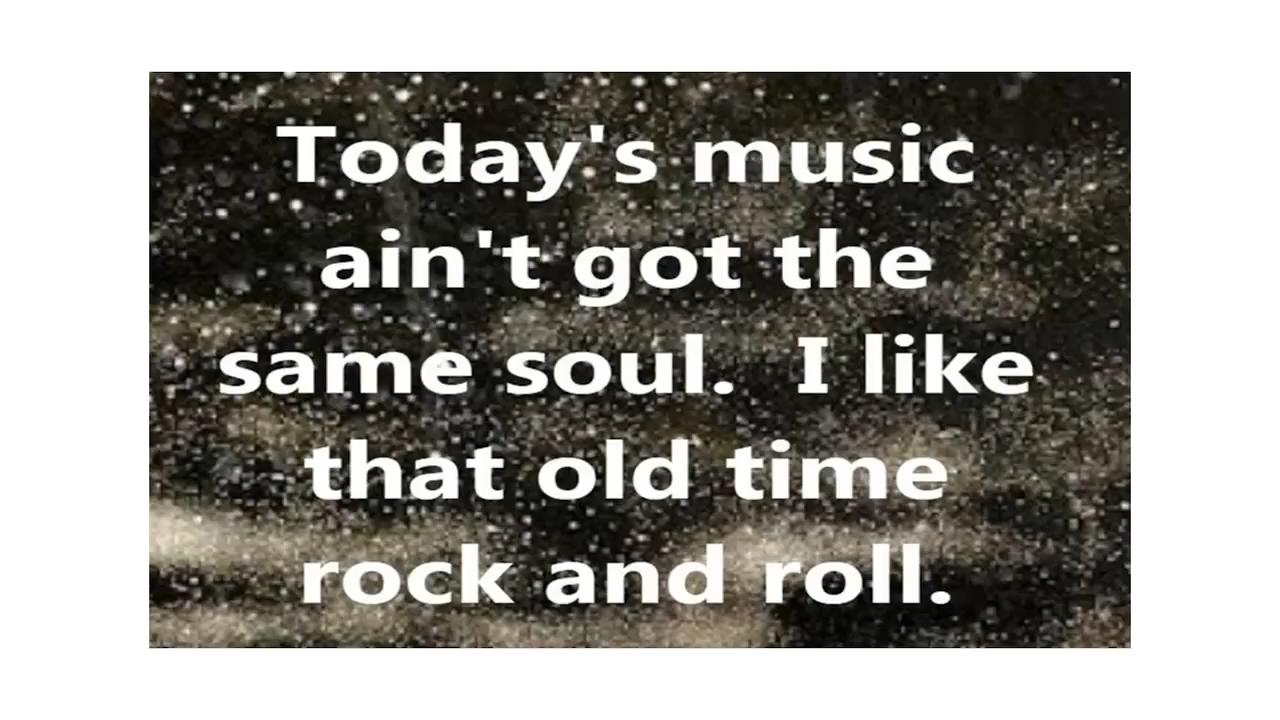 Today's music
ain't got the
same soul.  I like
that old time
rock and roll.